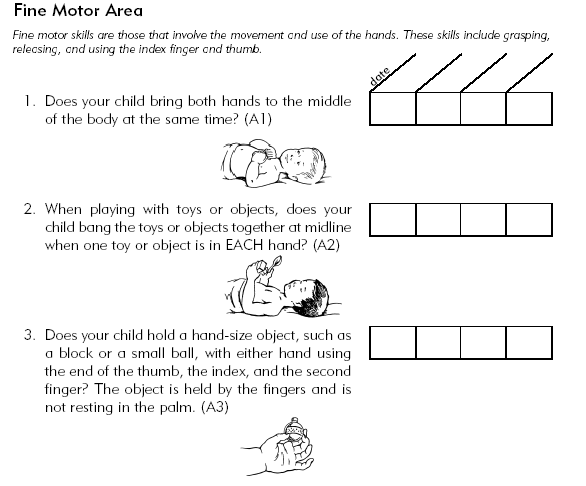 Fine Motor Area
Fine motor skills are those that involve the movement and use of the hands. These skills include grasping,
releasing, and using the index finger and thumb.
date
1. Does your child bring both hands to the middle
of the body at the same time? (A1)
2. When playing with toys or objects, does your
child bang the toys or objects together at midline
when one toy or object is in EACH hand? (A2)
3. Does your child hold a hand-size object, such as
a block or a small ball, with either hand using
the end of the thumb, the index, and the second
finger? The object is held by the fingers and is
not resting in the palm. (A3)